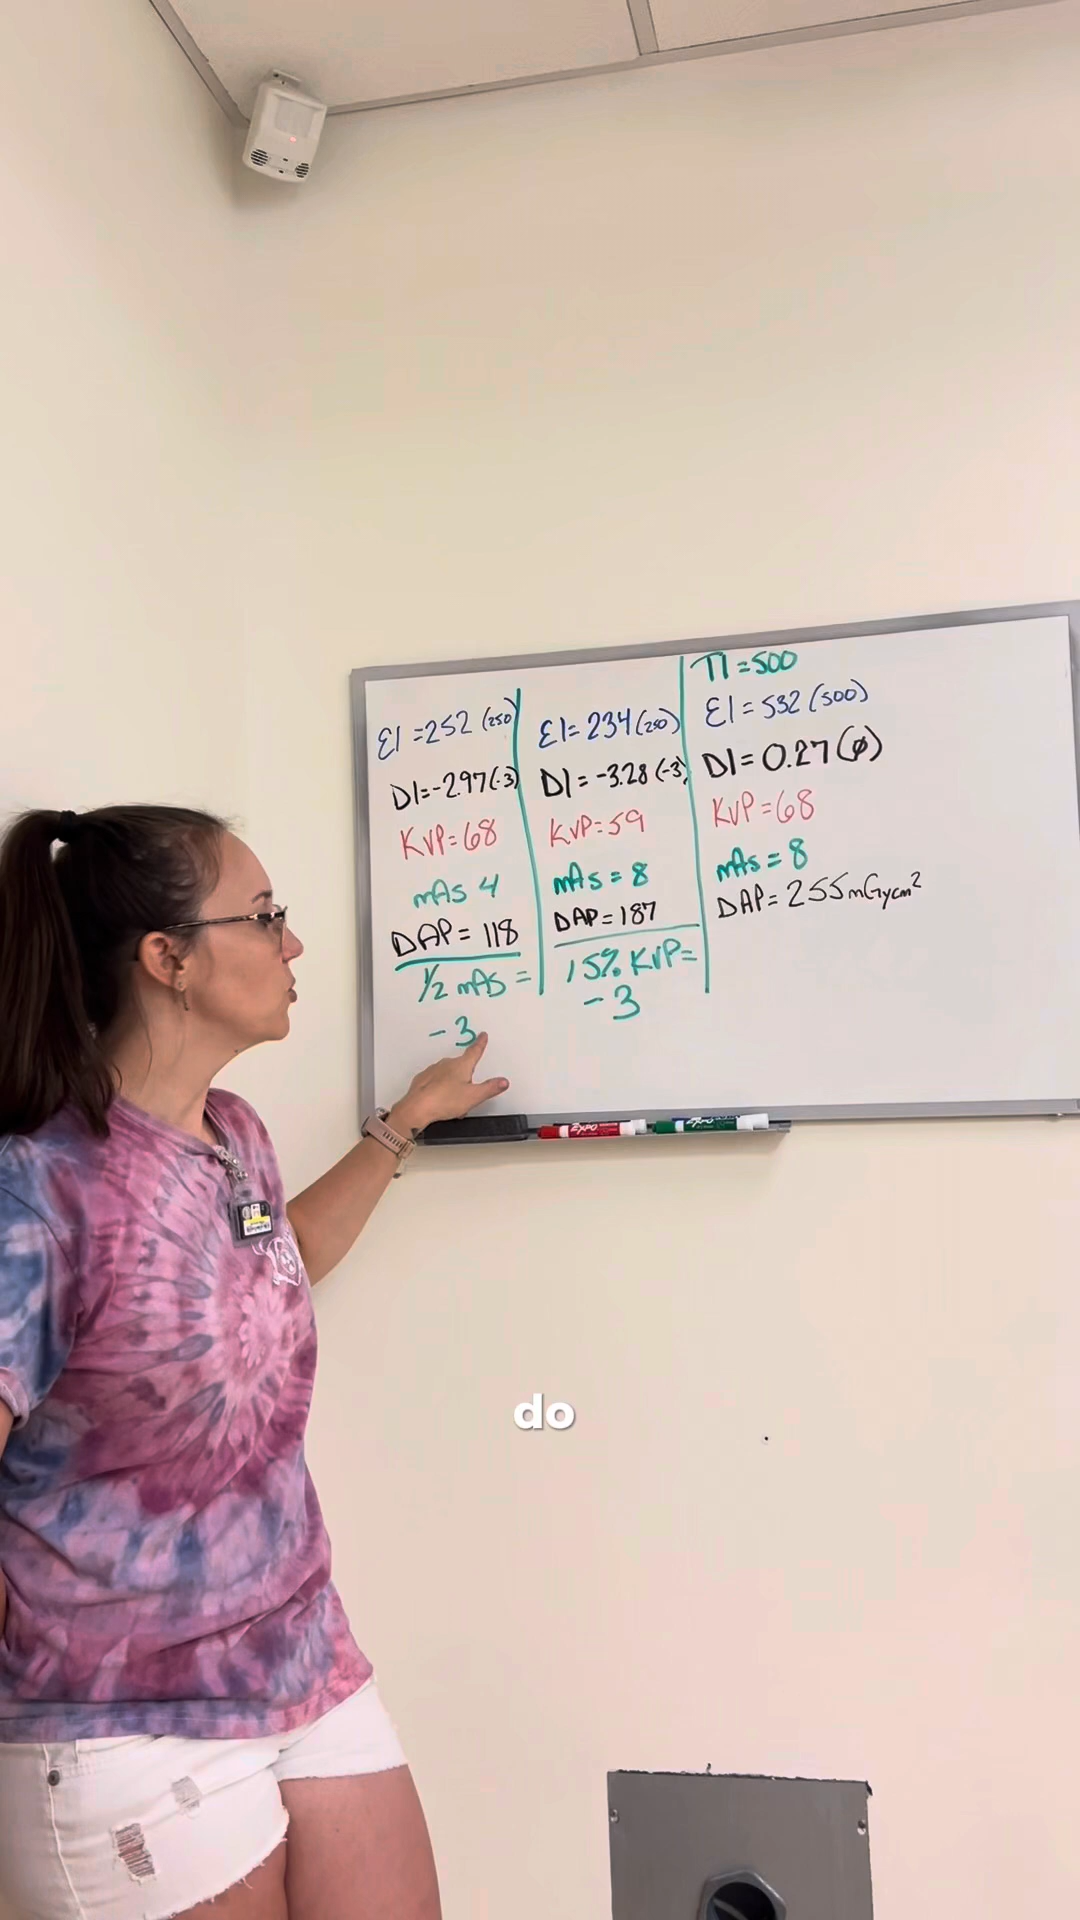 EI = 252 (250)
DI = -2.97 (-3)
KVP = 68
mAs 4
DAP = 118
1/2 mAs =
-3
EI = 234 (250)
DI = -3.28 (-3)
KVP = 59
mAs = 8
DAP = 187
15% KVP =
-3
TI = 500
EI = 532 (500)
DI = 0.27 (ø)
KVP = 68
mAs = 8
DAP = 255 mGycm²
EXPO
EXPO
do